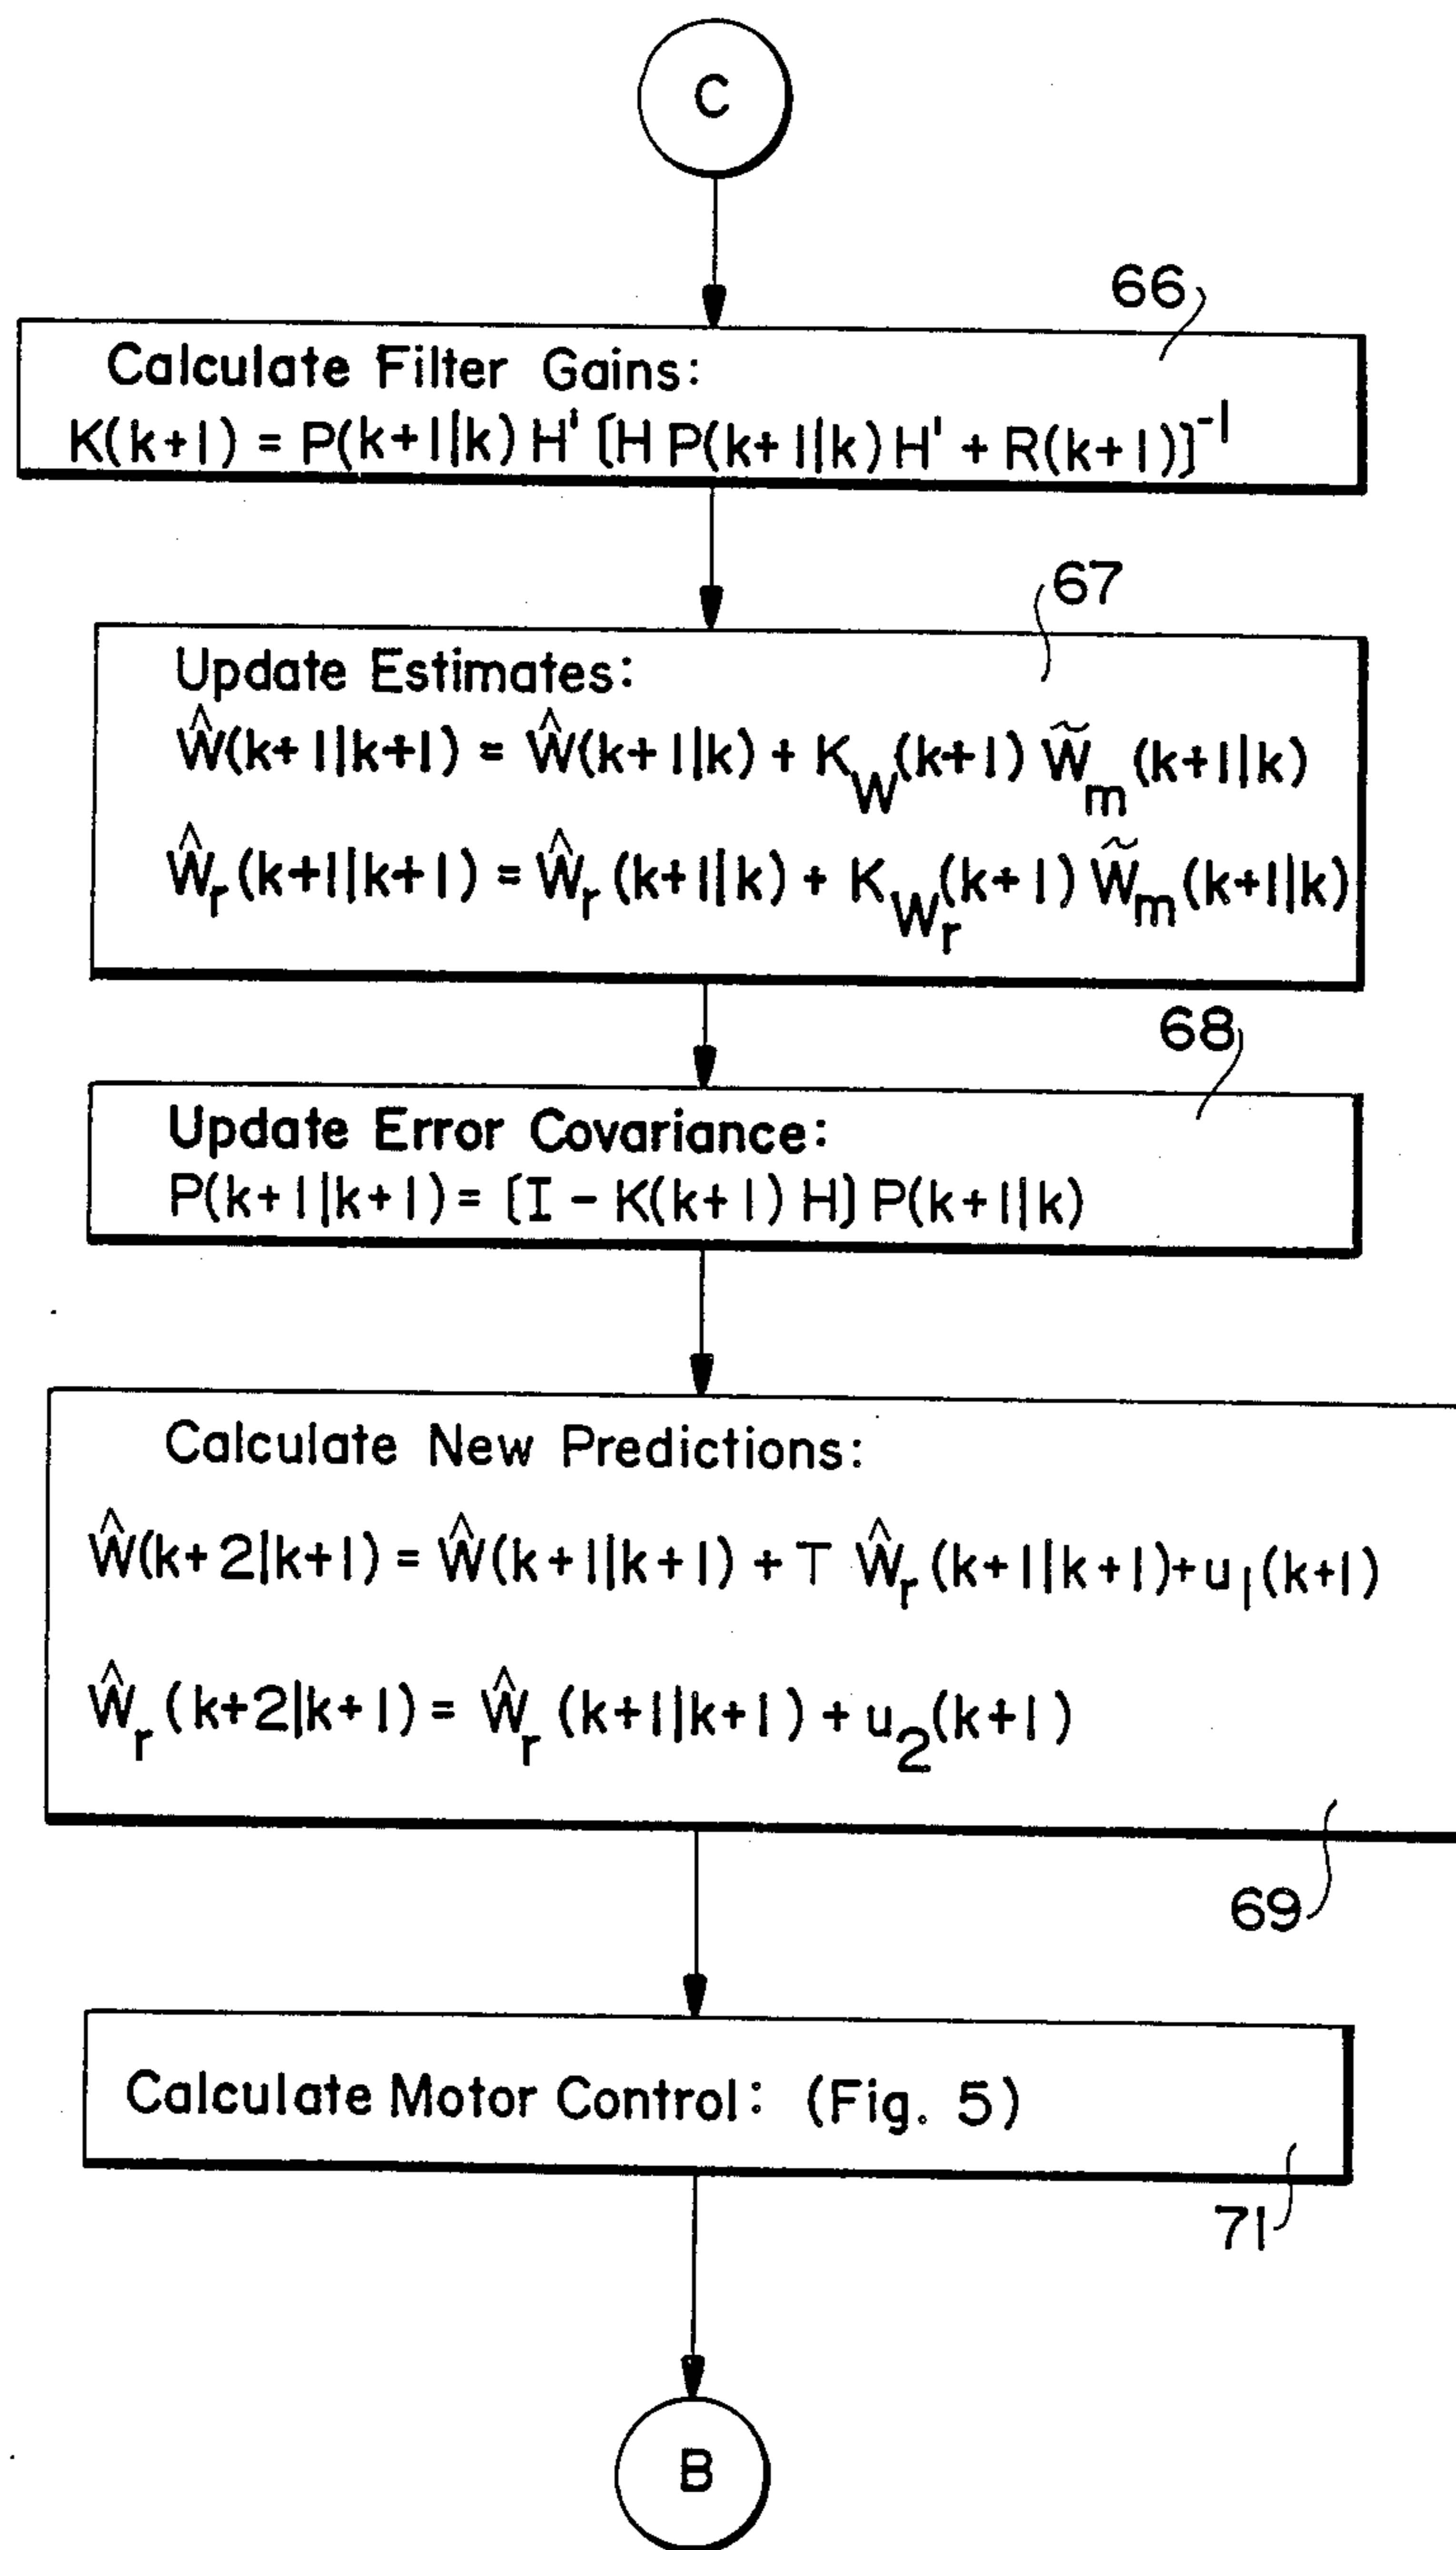 C
66
Calculate Filter Gains:
K(k+1) = P(k+1|k) H' [H P(k+1|k) H' + R(k+1)]⁻¹
67
Update Estimates:
Ŵ(k+1|k+1) = Ŵ(k+1|k) + K_W(k+1) W̃_m(k+1|k)
Ŵ_r(k+1|k+1) = Ŵ_r(k+1|k) + K_W_r(k+1) W̃_m(k+1|k)
68
Update Error Covariance:
P(k+1|k+1) = [I - K(k+1) H] P(k+1|k)
Calculate New Predictions:
Ŵ(k+2|k+1) = Ŵ(k+1|k+1) + T Ŵ_r(k+1|k+1)+u₁(k+1)
Ŵ_r(k+2|k+1) = Ŵ_r(k+1|k+1) + u₂(k+1)
69
Calculate Motor Control: (Fig. 5)
71
B